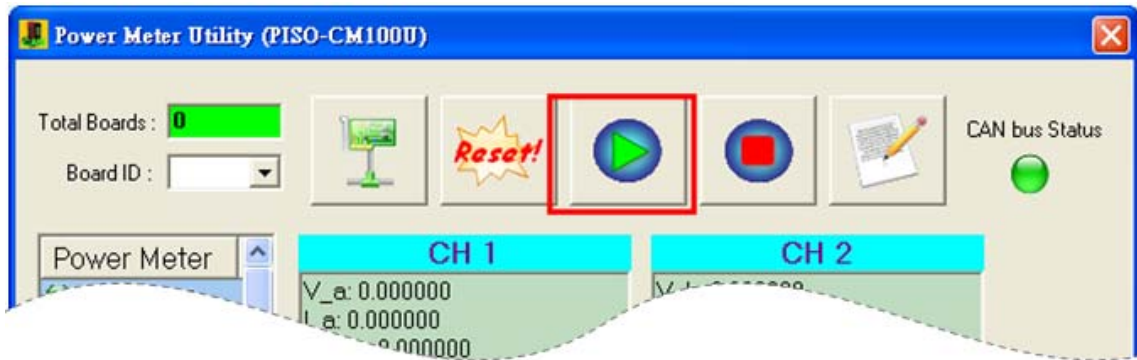 Power Meter Utility (PISO-CM100U)
Total Boards : 0
Board ID :
Reset!
CAN bus Status
Power Meter
CH 1
CH 2
V_a: 0.000000
I_a: 0.000000